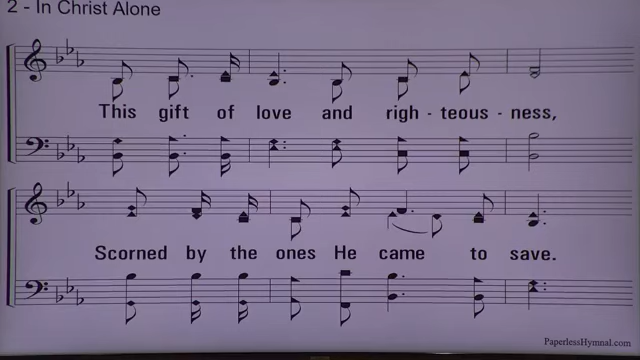 2 - In Christ Alone
This gift of love and righ - teous - ness,
Scorned by the ones He came to save.
PaperlessHymnal.com